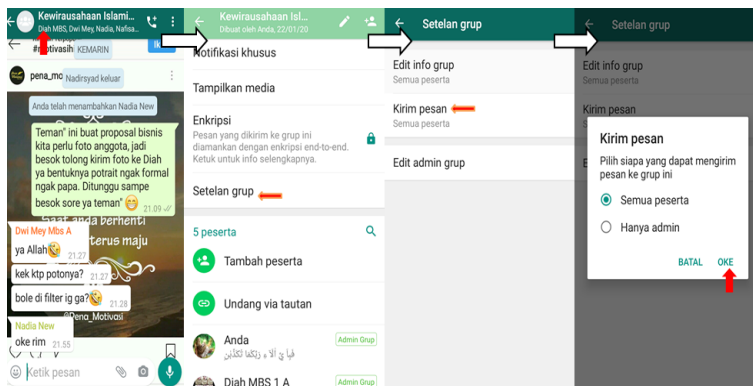 Kewirausahaan Islami...
Diah MBS, Dwi Mey, Nadia, Nafisa...
#motivasih
KEMARIN
pena_mo
Nadirsyad keluar
Anda telah menambahkan Nadia New
Teman" ini buat proposal bisnis
kita perlu foto anggota, jadi
besok tolong kirim foto ke Diah
ya bentuknya potrait ngak formal
ngak papa. Ditunggu sampe
besok sore ya teman" 😁
21.09
Saat anda berhenti
Dwi Mey Mbs A
ya Allah🤣
21.27
terus maju
kek ktp potonya?
21.27
bole di filter ig ga?🤣
21.28
@Pena_Motivasi
Nadia New
oke rim
21.55
Ketik pesan
Kewirausahaan Isl...
Dibuat oleh Anda, 22/01/20
Notifikasi khusus
Tampilkan media
Enkripsi
Pesan yang dikirim ke grup ini
diamankan dengan enkripsi end-to-end.
Ketuk untuk info selengkapnya.
Setelan grup
5 peserta
Tambah peserta
Undang via tautan
Anda
Admin Grup
Diah MBS 1 A
Admin Grup
Setelan grup
Edit info grup
Semua peserta
Kirim pesan
Semua peserta
Edit admin grup
Setelan grup
Edit info grup
Semua peserta
Kirim pesan
Kirim pesan
Pilih siapa yang dapat mengirim
pesan ke grup ini
Semua peserta
Hanya admin
BATAL
OKE